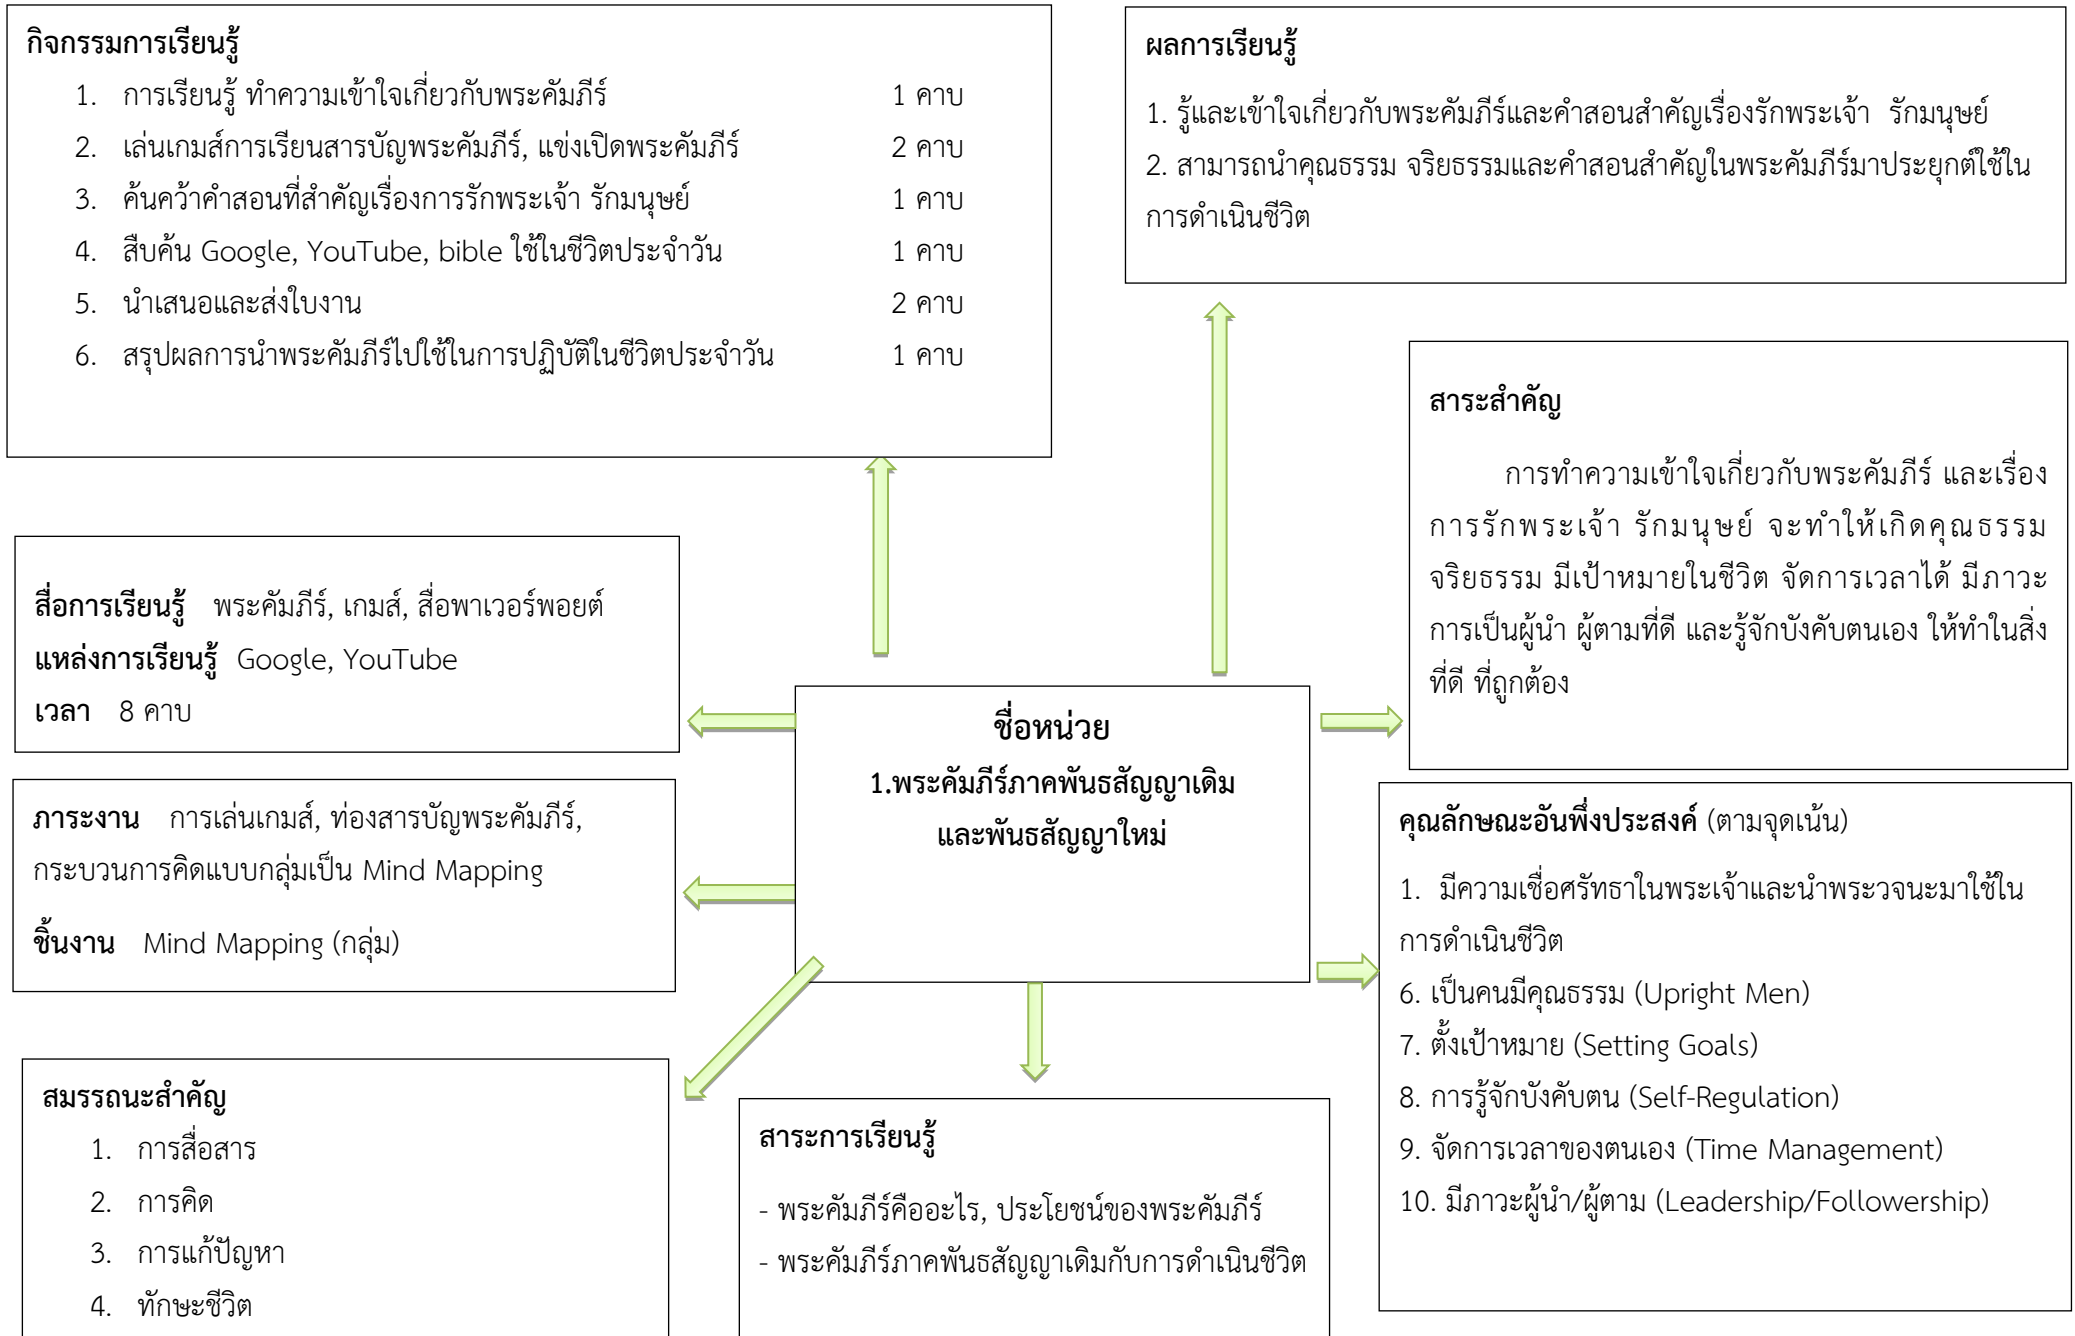 กิจกรรมการเรียนรู้
1. การเรียนรู้ ทำความเข้าใจเกี่ยวกับพระคัมภีร์ 1 คาบ
2. เล่นเกมส์การเรียนสารบัญพระคัมภีร์, แข่งเปิดพระคัมภีร์ 2 คาบ
3. ค้นคว้าคำสอนที่สำคัญเรื่องการรักพระเจ้า รักมนุษย์ 1 คาบ
4. สืบค้น Google, YouTube, bible ใช้ในชีวิตประจำวัน 1 คาบ
5. นำเสนอและส่งใบงาน 2 คาบ
6. สรุปผลการนำพระคัมภีร์ไปใช้ในการปฏิบัติในชีวิตประจำวัน 1 คาบ
ผลการเรียนรู้
1. รู้และเข้าใจเกี่ยวกับพระคัมภีร์และคำสอนสำคัญเรื่องรักพระเจ้า รักมนุษย์
2. สามารถนำคุณธรรม จริยธรรมและคำสอนสำคัญในพระคัมภีร์มาประยุกต์ใช้ใน
การดำเนินชีวิต
สาระสำคัญ
การทำความเข้าใจเกี่ยวกับพระคัมภีร์ และเรื่อง
การรักพระเจ้า รักมนุษย์ จะทำให้เกิดคุณธรรม
จริยธรรม มีเป้าหมายในชีวิต จัดการเวลาได้ มีภาวะ
การเป็นผู้นำ ผู้ตามที่ดี และรู้จักบังคับตนเอง ให้ทำในสิ่ง
ที่ดี ที่ถูกต้อง
สื่อการเรียนรู้ พระคัมภีร์, เกมส์, สื่อพาเวอร์พอยต์
แหล่งการเรียนรู้ Google, YouTube
เวลา 8 คาบ
ชื่อหน่วย
1.พระคัมภีร์ภาคพันธสัญญาเดิม
และพันธสัญญาใหม่
ภาระงาน การเล่นเกมส์, ท่องสารบัญพระคัมภีร์,
กระบวนการคิดแบบกลุ่มเป็น Mind Mapping
ชิ้นงาน Mind Mapping (กลุ่ม)
คุณลักษณะอันพึ่งประสงค์ (ตามจุดเน้น)
1. มีความเชื่อศรัทธาในพระเจ้าและนำพระวจนะมาใช้ใน
การดำเนินชีวิต
6. เป็นคนมีคุณธรรม (Upright Men)
7. ตั้งเป้าหมาย (Setting Goals)
8. การรู้จักบังคับตน (Self-Regulation)
9. จัดการเวลาของตนเอง (Time Management)
10. มีภาวะผู้นำ/ผู้ตาม (Leadership/Followership)
สมรรถนะสำคัญ
1. การสื่อสาร
2. การคิด
3. การแก้ปัญหา
4. ทักษะชีวิต
สาระการเรียนรู้
- พระคัมภีร์คืออะไร, ประโยชน์ของพระคัมภีร์
- พระคัมภีร์ภาคพันธสัญญาเดิมกับการดำเนินชีวิต